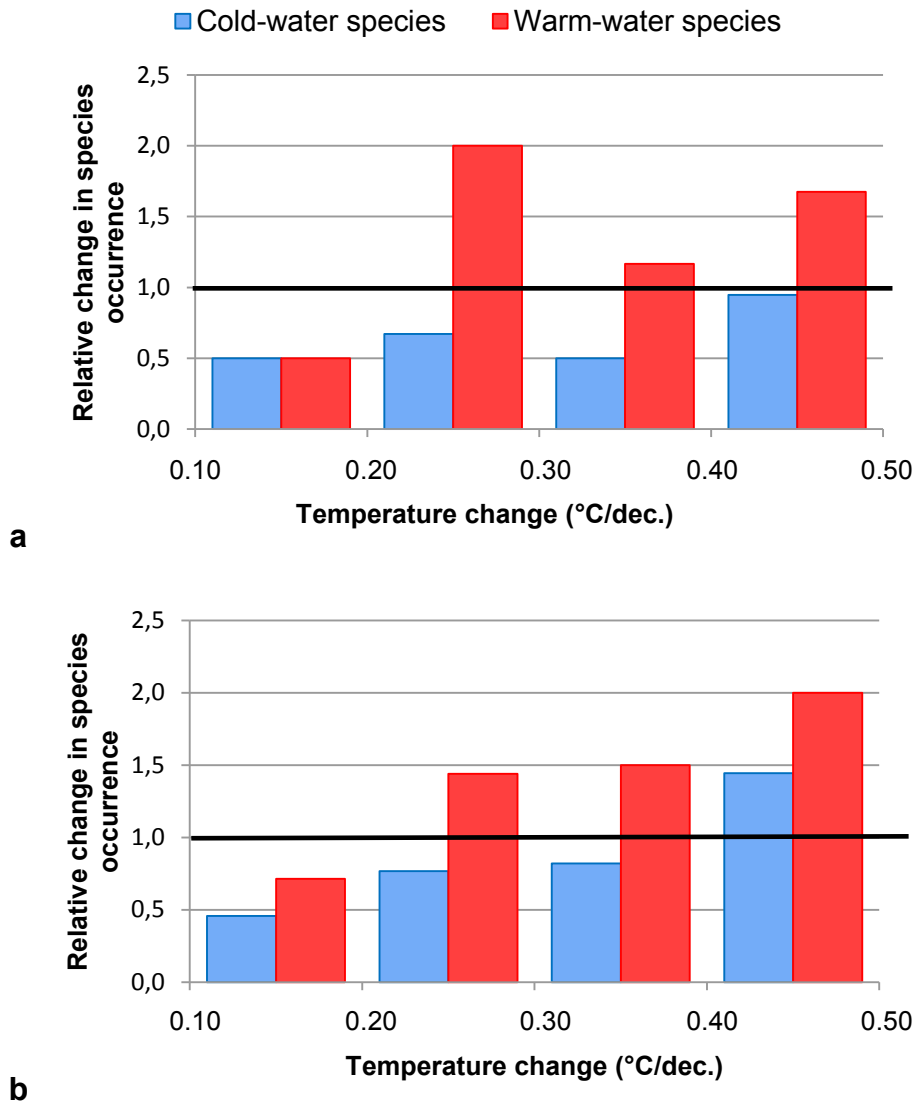 Cold-water species Warm-water species
Relative change in species
occurrence
2,5
2,0
1,5
1,0
0,5
0,0
0.10 0.20 0.30 0.40 0.50
Temperature change (°C/dec.)
a
Relative change in species
occurrence
2,5
2,0
1,5
1,0
0,5
0,0
0.10 0.20 0.30 0.40 0.50
Temperature change (°C/dec.)
b